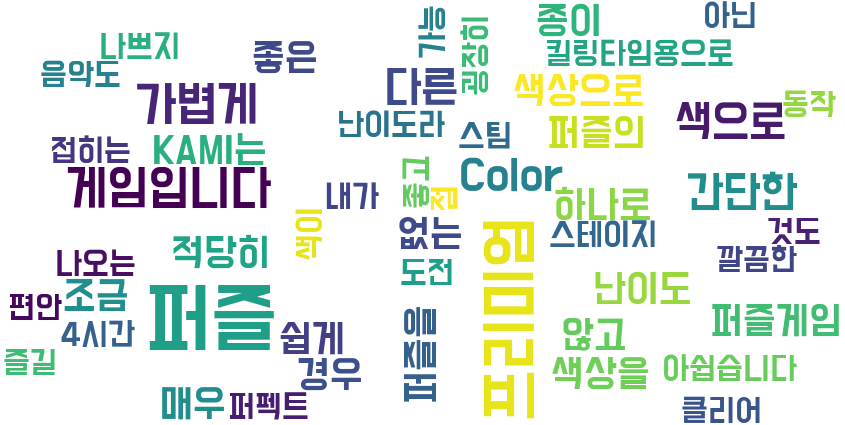 아닌
종이
가능
굉장히
나쁘지
좋은
킬링타임용으로
음악도
다른
색상으로
가볍게
동작
색으로
난이도라
스팀
퍼즐의
접히는
KAMI는
게임입니다
Color
좋고
점
내가
하나로
간단한
색이
없는
스테이지
것도
적당히
나오는
도전
프리미엄
깔끔한
조금
난이도
편안
퍼즐
4시간
쉽게
퍼즐을
않고
퍼즐게임
즐길
경우
색상을
아쉽습니다
매우
퍼펙트
클리어